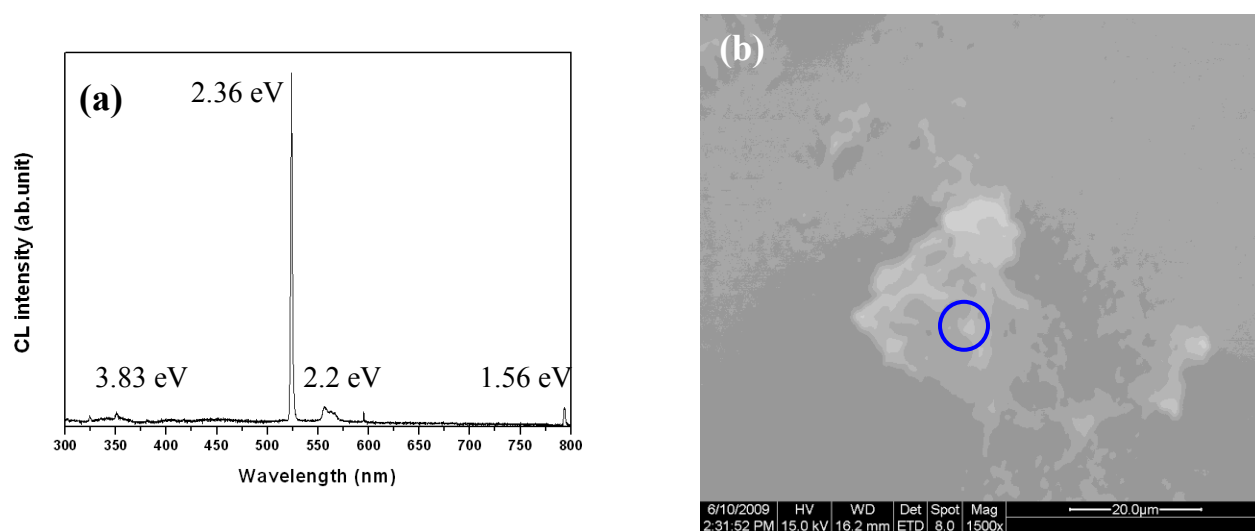 (a)
2.36 eV
3.83 eV
2.2 eV
1.56 eV
CL intensity (ab.unit)
300 350 400 450 500 550 600 650 700 750 800
Wavelength (nm)
(b)
6/10/2009 HV WD Det Spot Mag 20.0µm
2:31:52 PM 15.0 kV 16.2 mm ETD 8.0 1500x